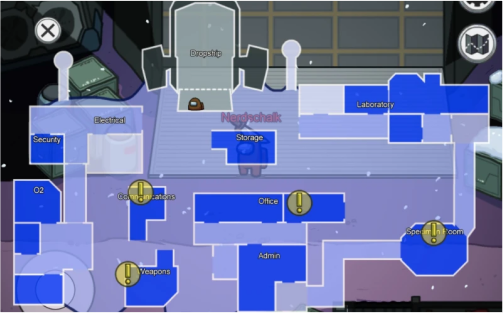 Dropship
Laboratory
Electrical
Storage
Security
O2
Communications
Office
Specimen Room
Admin
Weapons